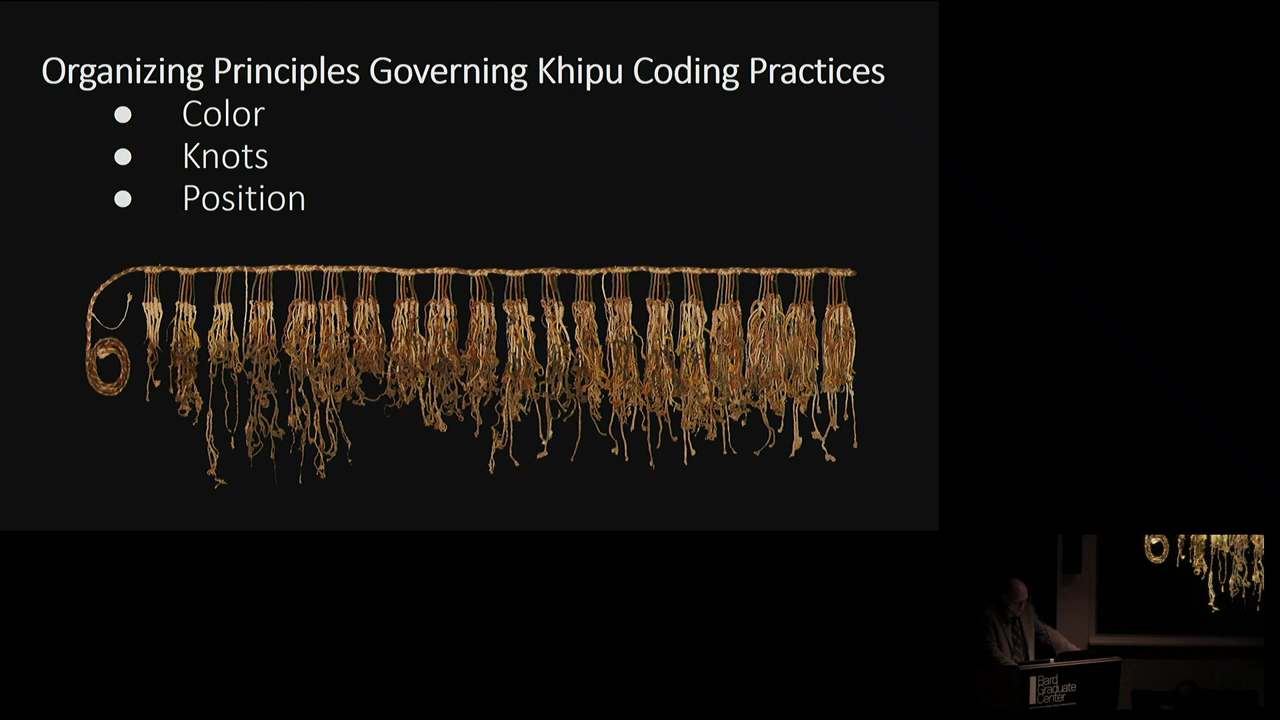 Organizing Principles Governing Khipu Coding Practices
● Color
● Knots
● Position
Bard
Graduate
Center